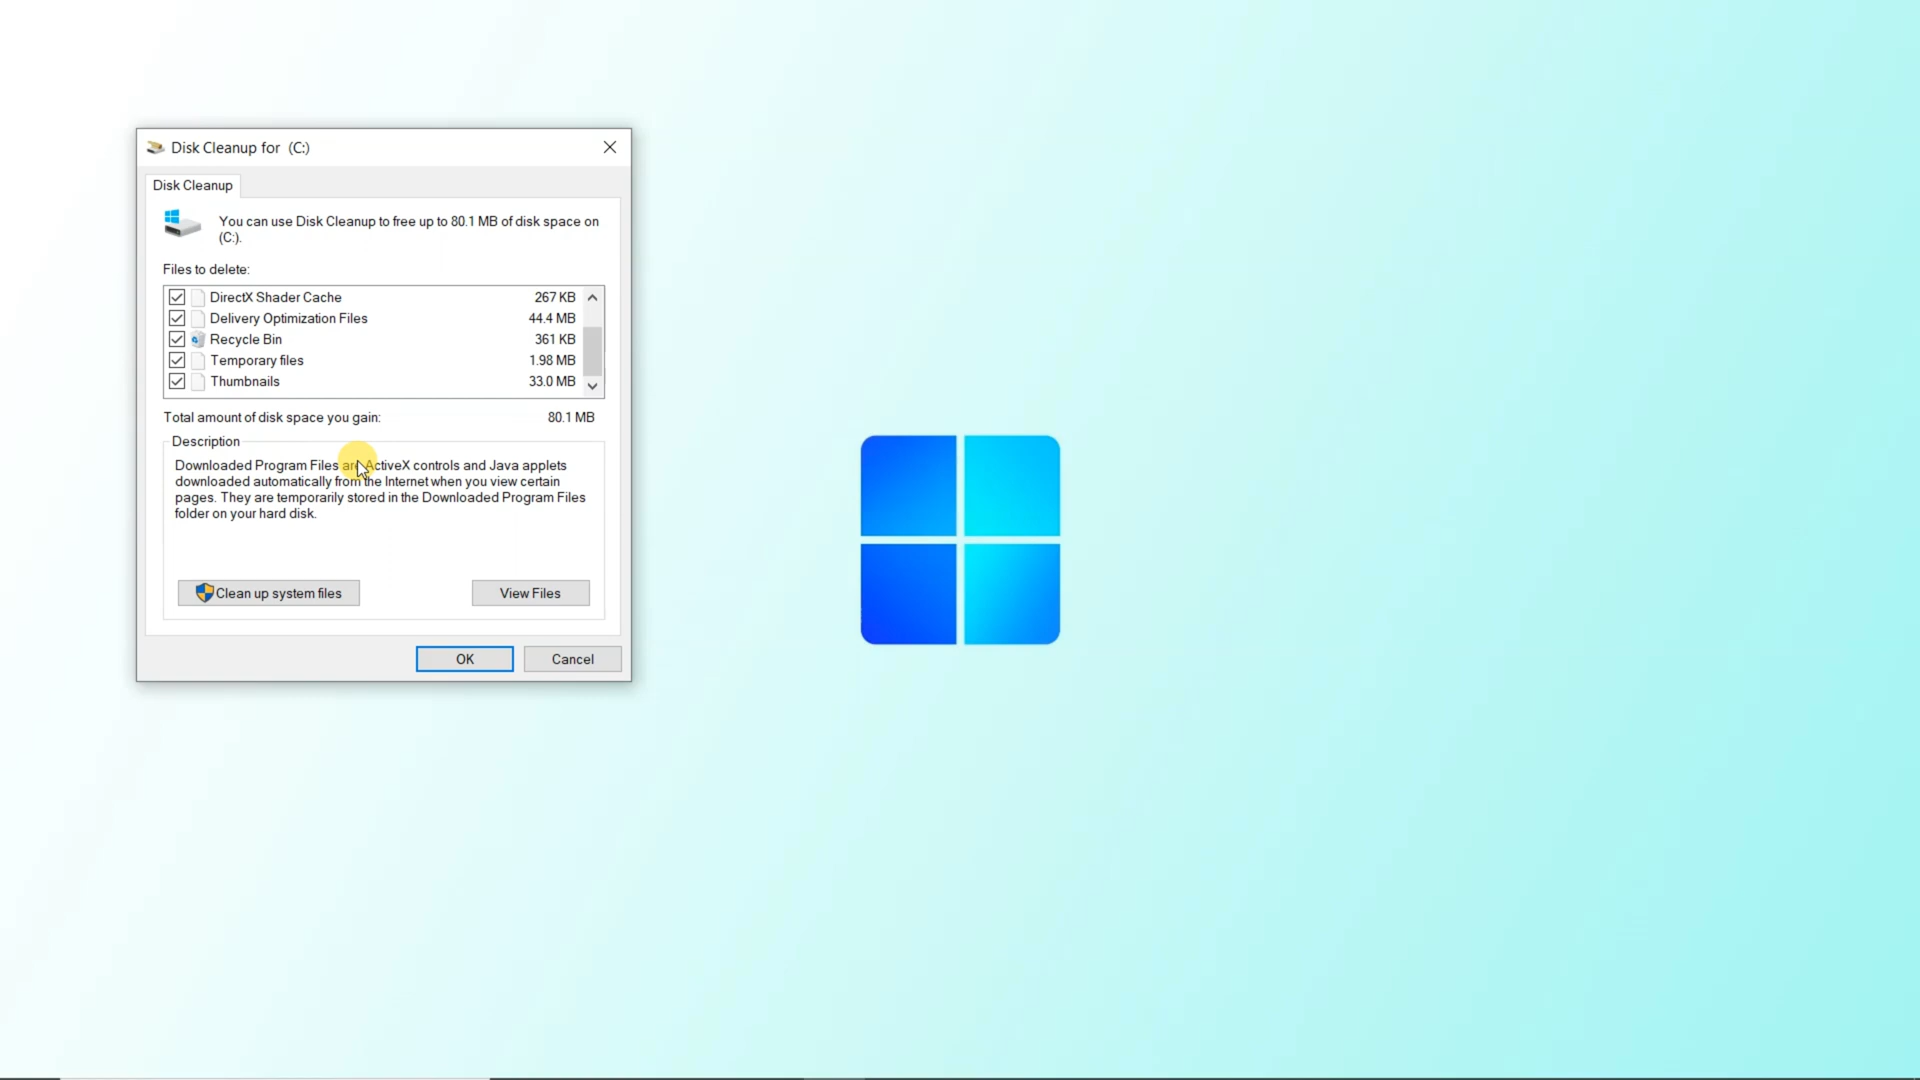 Disk Cleanup for (C:)
Disk Cleanup
You can use Disk Cleanup to free up to 80.1 MB of disk space on
(C:).
Files to delete:
DirectX Shader Cache 267 KB
Delivery Optimization Files 44.4 MB
Recycle Bin 361 KB
Temporary files 1.98 MB
Thumbnails 33.0 MB
Total amount of disk space you gain: 80.1 MB
Description
Downloaded Program Files are ActiveX controls and Java applets
downloaded automatically from the Internet when you view certain
pages. They are temporarily stored in the Downloaded Program Files
folder on your hard disk.
Clean up system files View Files
OK Cancel